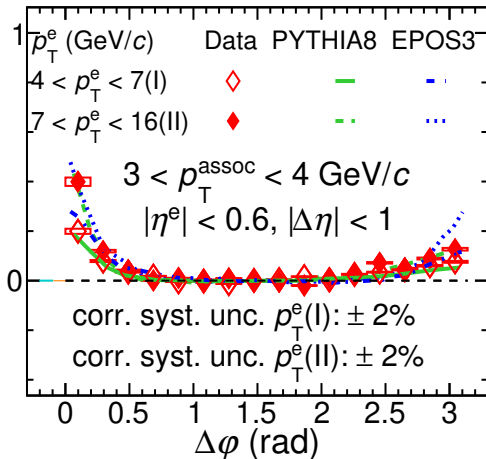 1
p_T^e (GeV/c) Data PYTHIA8 EPOS3
4 < p_T^e < 7(I)
7 < p_T^e < 16(II)
3 < p_T^assoc < 4 GeV/c
|η^e| < 0.6, |Δη| < 1
0
corr. syst. unc. p_T^e(I): ± 2%
corr. syst. unc. p_T^e(II): ± 2%
0 0.5 1 1.5 2 2.5 3
Δφ (rad)